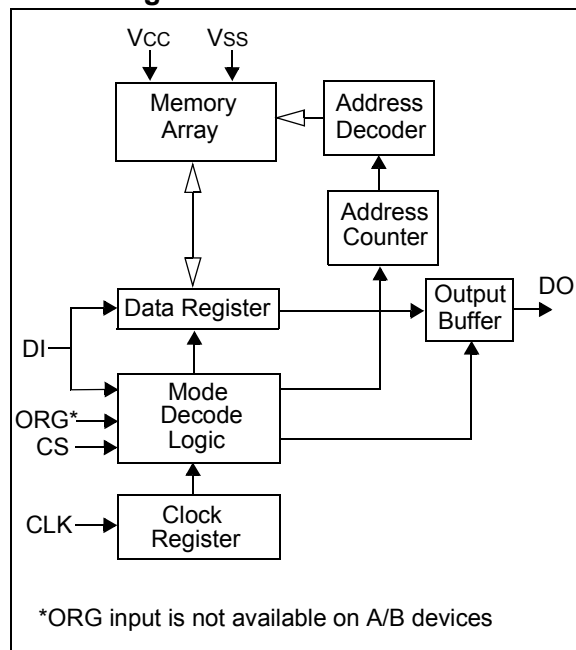 VCC
VSS
Memory
Array
Address
Decoder
Address
Counter
Data Register
Output
Buffer
DO
DI
Mode
Decode
Logic
ORG*
CS
CLK
Clock
Register
*ORG input is not available on A/B devices